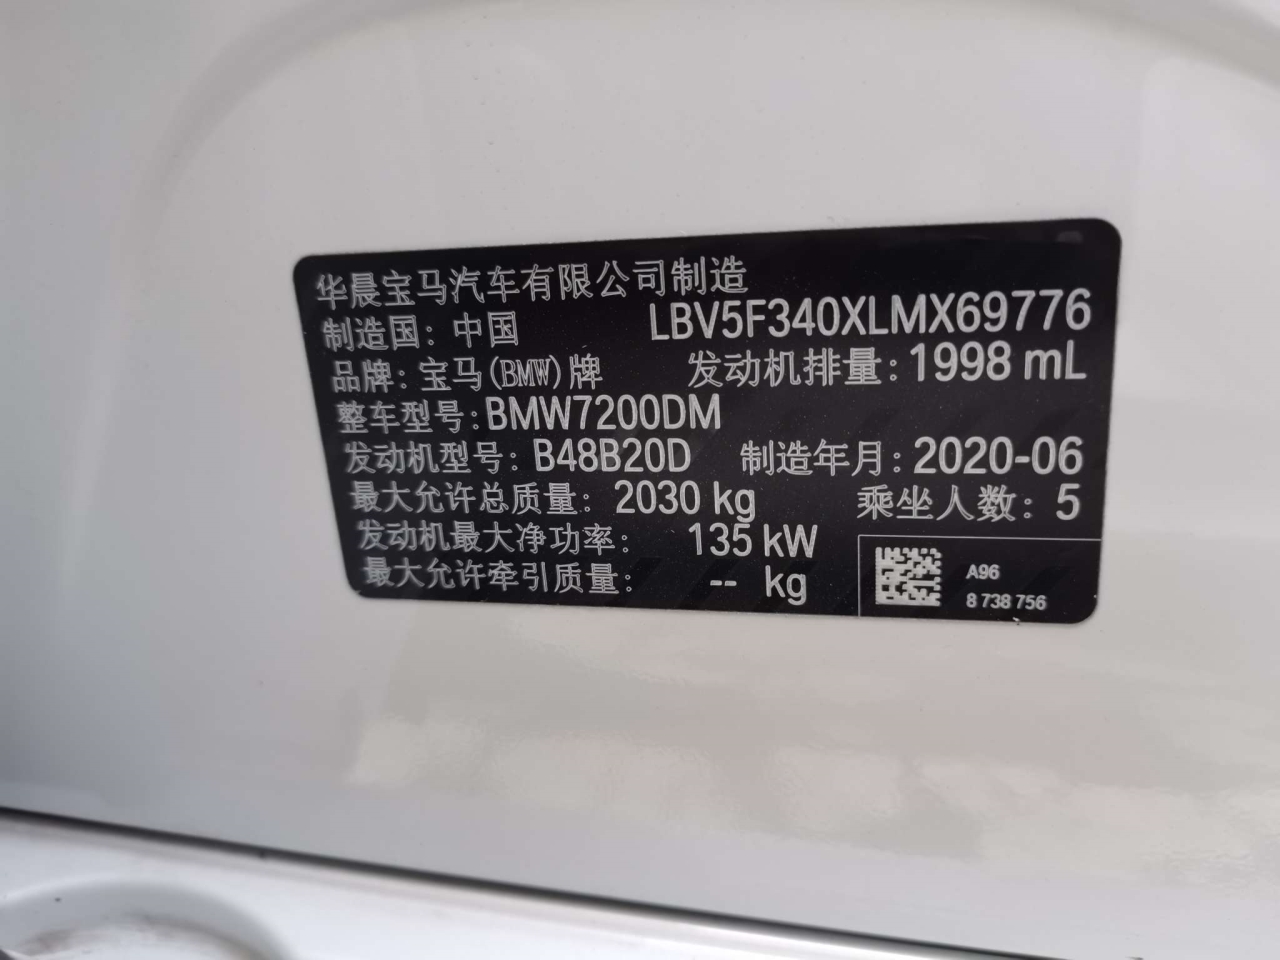 华晨宝马汽车有限公司制造
制造国：中国 LBV5F340XLMX69776
品牌：宝马(BMW)牌 发动机排量：1998 mL
整车型号:BMW7200DM
发动机型号：B48B20D 制造年月：2020-06
最大允许总质量：2030 kg 乘坐人数：5
发动机最大净功率：135 kW
最大允许牵引质量：-- kg
A96
8 738 756